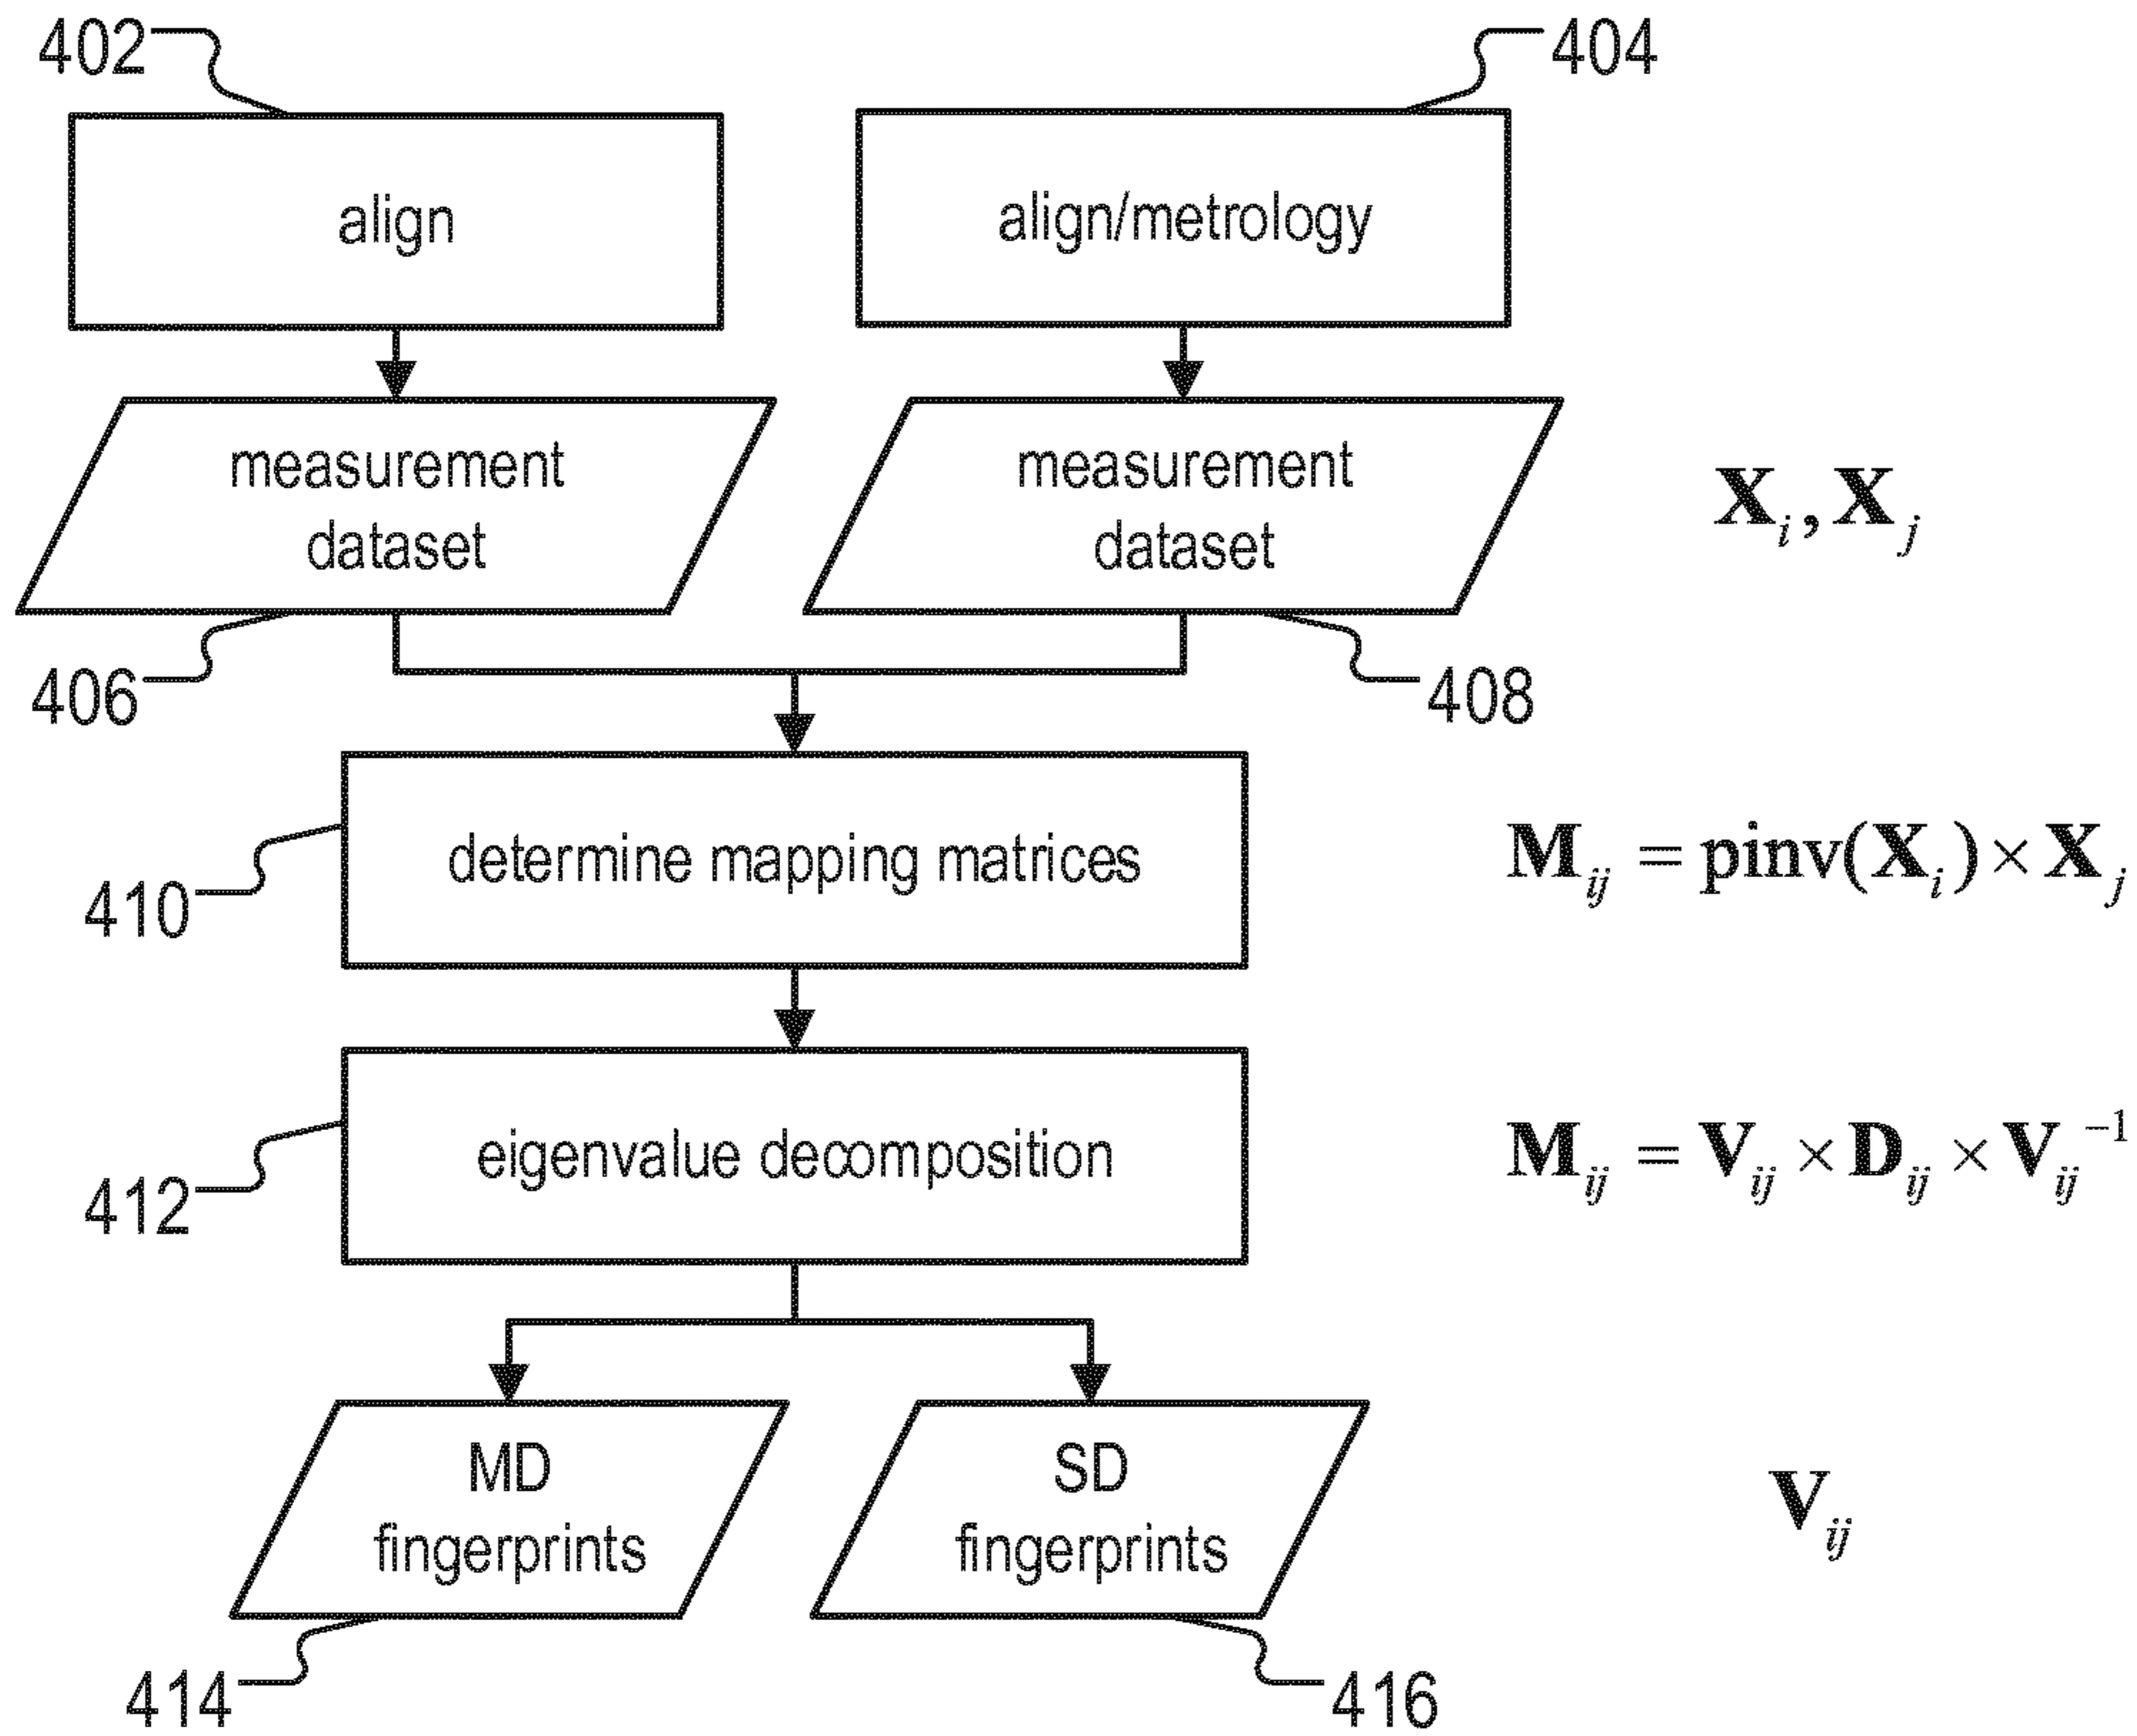 402
404
align
align/metrology
measurement
dataset
measurement
dataset
X_i, X_j
406
408
determine mapping matrices
M_ij = pinv(X_i) × X_j
410
eigenvalue decomposition
M_ij = V_ij × D_ij × V_ij^-1
412
MD
fingerprints
SD
fingerprints
V_ij
414
416